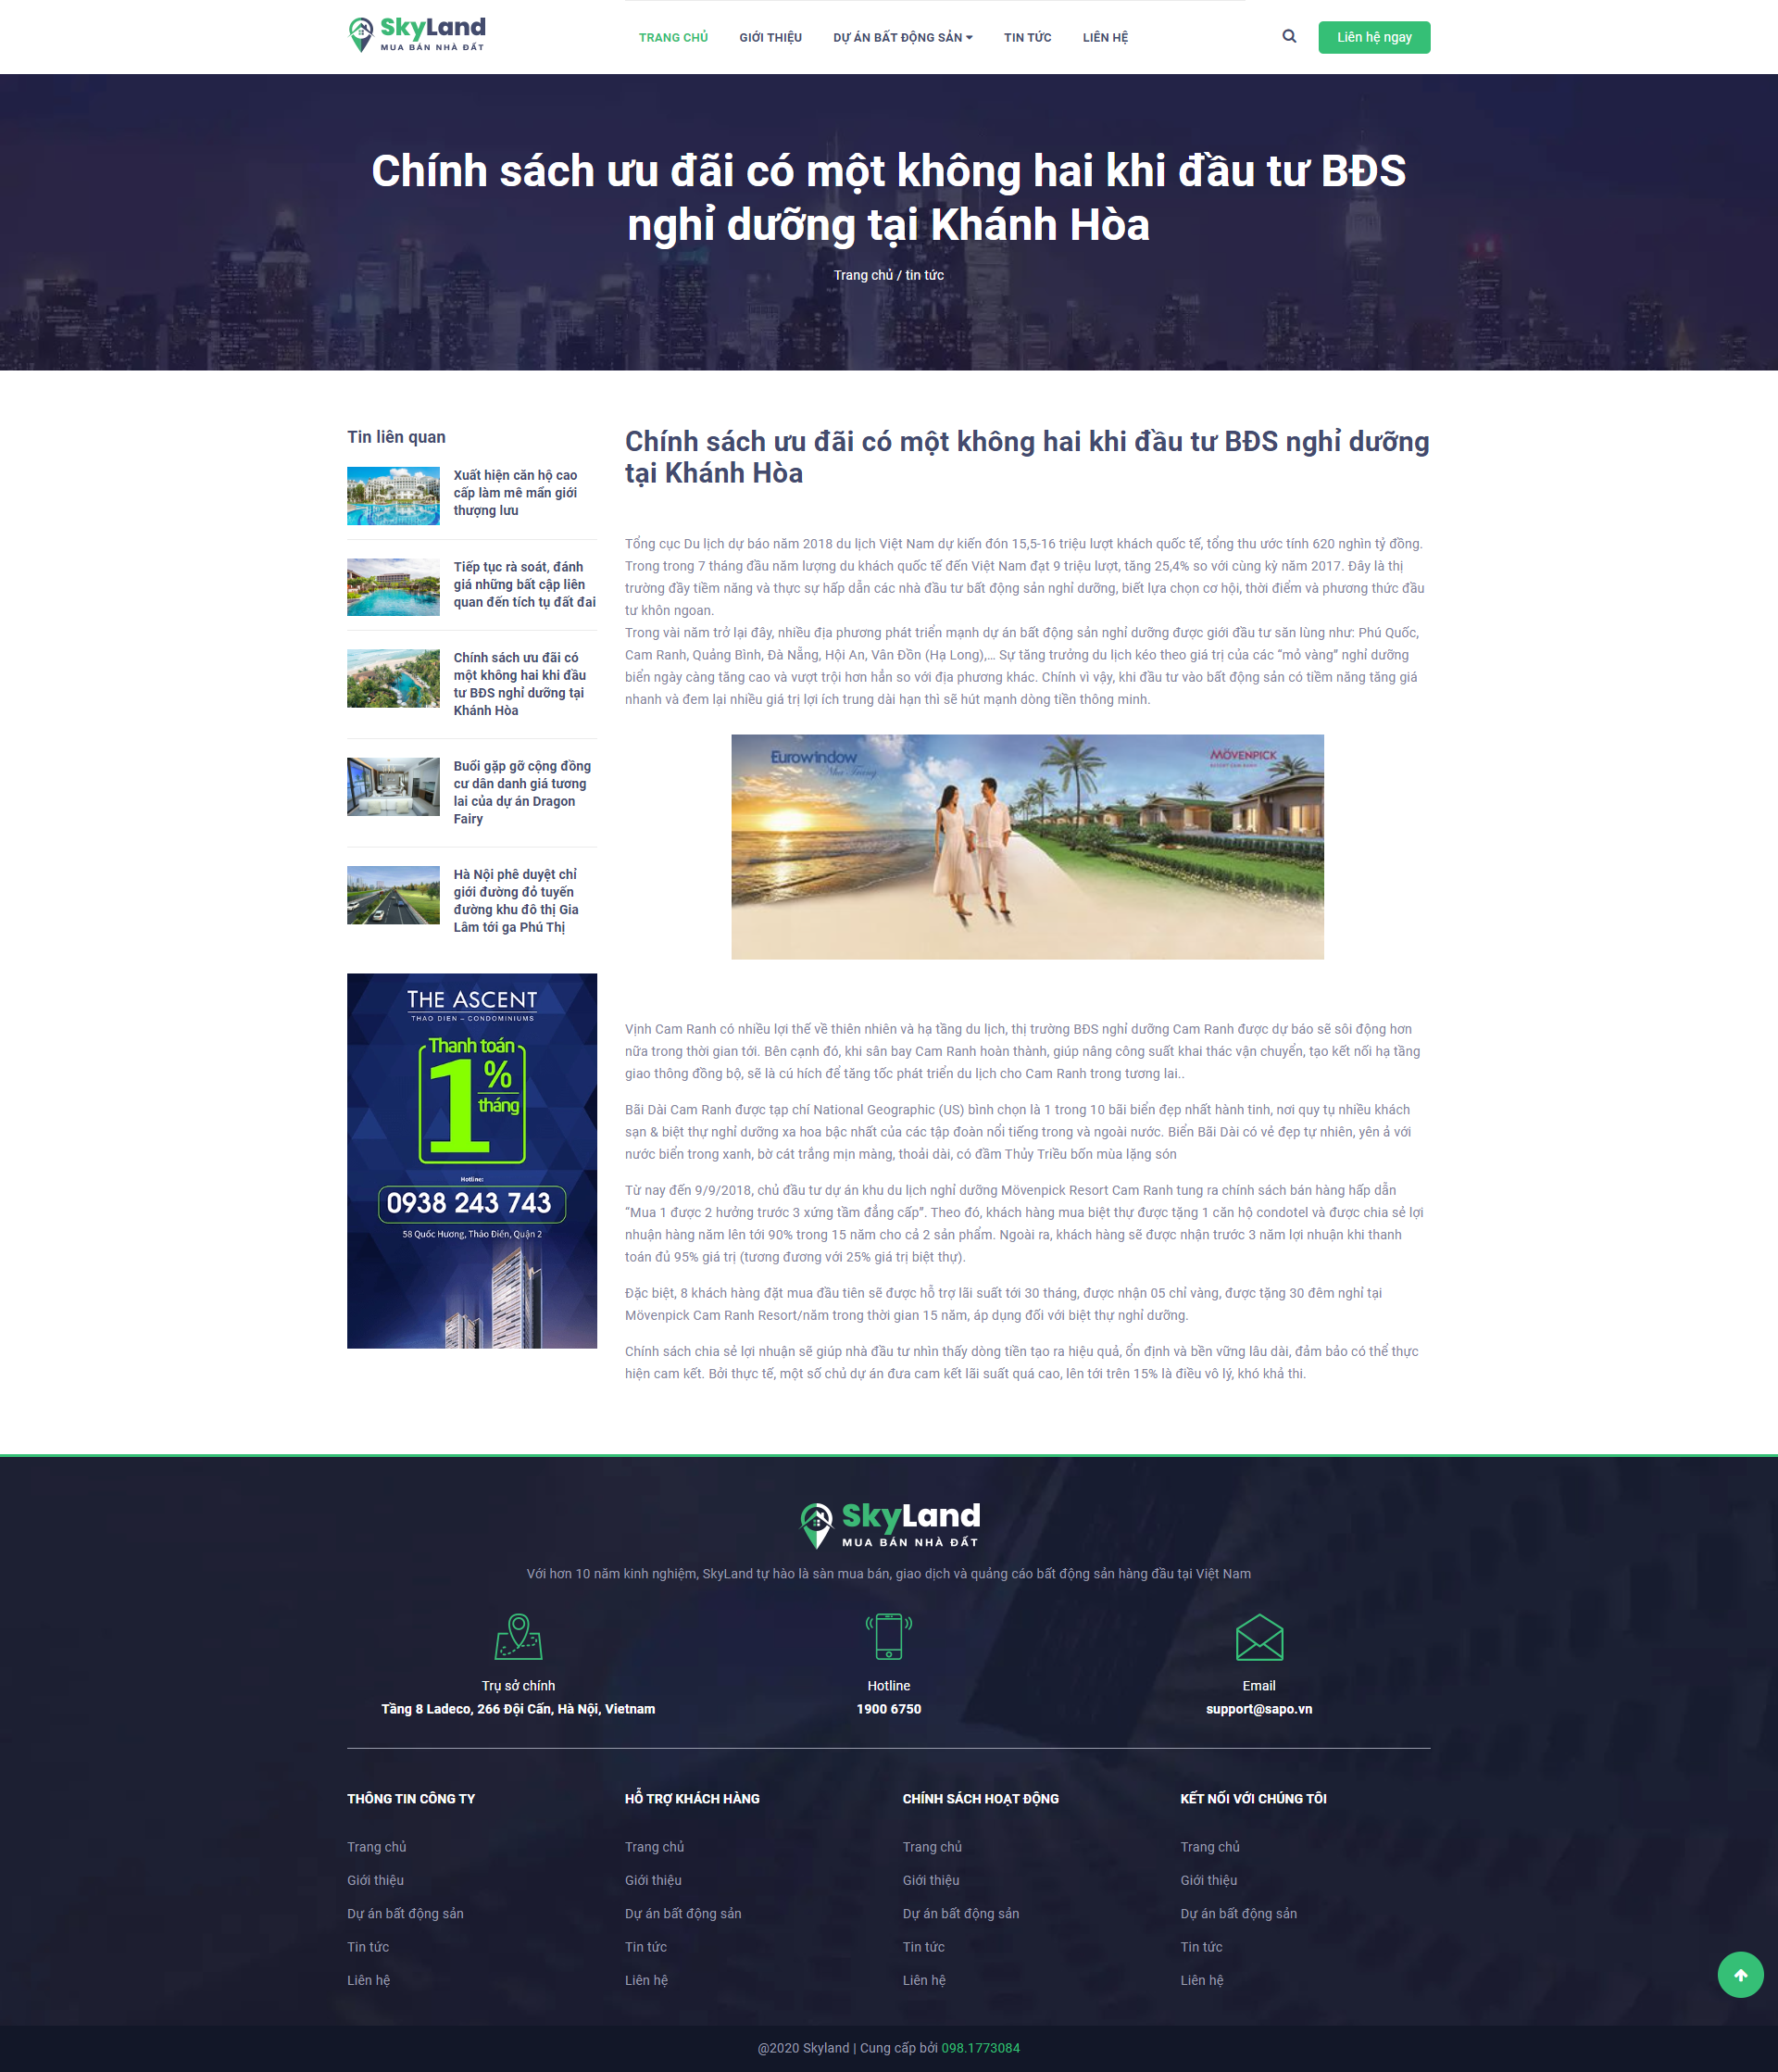 SkyLand
MUA BÁN NHÀ ĐẤT
TRANG CHỦ
GIỚI THIỆU
DỰ ÁN BẤT ĐỘNG SẢN
TIN TỨC
LIÊN HỆ
Liên hệ ngay
Chính sách ưu đãi có một không hai khi đầu tư BĐS
nghỉ dưỡng tại Khánh Hòa
Trang chủ / tin tức
Tin liên quan
Xuất hiện căn hộ cao
cấp làm mê mẩn giới
thượng lưu
Tiếp tục rà soát, đánh
giá những bất cập liên
quan đến tích tụ đất đai
Chính sách ưu đãi có
một không hai khi đầu
tư BĐS nghỉ dưỡng tại
Khánh Hòa
Buổi gặp gỡ cộng đồng
cư dân danh giá tương
lai của dự án Dragon
Fairy
Hà Nội phê duyệt chỉ
giới đường đỏ tuyến
đường khu đô thị Gia
Lâm tới ga Phú Thị
THE ASCENT
THAO DIEN – CONDOMINIUMS
Thanh toán
1%
tháng
Hotline:
0938 243 743
58 Quốc Hương, Thảo Điền, Quận 2
Chính sách ưu đãi có một không hai khi đầu tư BĐS nghỉ dưỡng
tại Khánh Hòa
Tổng cục Du lịch dự báo năm 2018 du lịch Việt Nam dự kiến đón 15,5-16 triệu lượt khách quốc tế, tổng thu ước tính 620 nghìn tỷ đồng.
Trong trong 7 tháng đầu năm lượng du khách quốc tế đến Việt Nam đạt 9 triệu lượt, tăng 25,4% so với cùng kỳ năm 2017. Đây là thị
trường đầy tiềm năng và thực sự hấp dẫn các nhà đầu tư bất động sản nghỉ dưỡng, biết lựa chọn cơ hội, thời điểm và phương thức đầu
tư khôn ngoan.
Trong vài năm trở lại đây, nhiều địa phương phát triển mạnh dự án bất động sản nghỉ dưỡng được giới đầu tư săn lùng như: Phú Quốc,
Cam Ranh, Quảng Bình, Đà Nẵng, Hội An, Vân Đồn (Hạ Long),… Sự tăng trưởng du lịch kéo theo giá trị của các “mỏ vàng” nghỉ dưỡng
biển ngày càng tăng cao và vượt trội hơn hẳn so với địa phương khác. Chính vì vậy, khi đầu tư vào bất động sản có tiềm năng tăng giá
nhanh và đem lại nhiều giá trị lợi ích trung dài hạn thì sẽ hút mạnh dòng tiền thông minh.
Eurowindow
Nha Trang
MÖVENPICK
RESORT CAM RANH
Vịnh Cam Ranh có nhiều lợi thế về thiên nhiên và hạ tầng du lịch, thị trường BĐS nghỉ dưỡng Cam Ranh được dự báo sẽ sôi động hơn
nữa trong thời gian tới. Bên cạnh đó, khi sân bay Cam Ranh hoàn thành, giúp nâng công suất khai thác vận chuyển, tạo kết nối hạ tầng
giao thông đồng bộ, sẽ là cú hích để tăng tốc phát triển du lịch cho Cam Ranh trong tương lai..
Bãi Dài Cam Ranh được tạp chí National Geographic (US) bình chọn là 1 trong 10 bãi biển đẹp nhất hành tinh, nơi quy tụ nhiều khách
sạn & biệt thự nghỉ dưỡng xa hoa bậc nhất của các tập đoàn nổi tiếng trong và ngoài nước. Biển Bãi Dài có vẻ đẹp tự nhiên, yên ả với
nước biển trong xanh, bờ cát trắng mịn màng, thoải dài, có đầm Thủy Triều bốn mùa lặng són
Từ nay đến 9/9/2018, chủ đầu tư dự án khu du lịch nghỉ dưỡng Mövenpick Resort Cam Ranh tung ra chính sách bán hàng hấp dẫn
“Mua 1 được 2 hưởng trước 3 xứng tầm đẳng cấp”. Theo đó, khách hàng mua biệt thự được tặng 1 căn hộ condotel và được chia sẻ lợi
nhuận hàng năm lên tới 90% trong 15 năm cho cả 2 sản phẩm. Ngoài ra, khách hàng sẽ được nhận trước 3 năm lợi nhuận khi thanh
toán đủ 95% giá trị (tương đương với 25% giá trị biệt thự).
Đặc biệt, 8 khách hàng đặt mua đầu tiên sẽ được hỗ trợ lãi suất tới 30 tháng, được nhận 05 chỉ vàng, được tặng 30 đêm nghỉ tại
Mövenpick Cam Ranh Resort/năm trong thời gian 15 năm, áp dụng đối với biệt thự nghỉ dưỡng.
Chính sách chia sẻ lợi nhuận sẽ giúp nhà đầu tư nhìn thấy dòng tiền tạo ra hiệu quả, ổn định và bền vững lâu dài, đảm bảo có thể thực
hiện cam kết. Bởi thực tế, một số chủ dự án đưa cam kết lãi suất quá cao, lên tới trên 15% là điều vô lý, khó khả thi.
SkyLand
MUA BÁN NHÀ ĐẤT
Với hơn 10 năm kinh nghiệm, SkyLand tự hào là sàn mua bán, giao dịch và quảng cáo bất động sản hàng đầu tại Việt Nam
Trụ sở chính
Tầng 8 Ladeco, 266 Đội Cấn, Hà Nội, Vietnam
Hotline
1900 6750
Email
support@sapo.vn
THÔNG TIN CÔNG TY
Trang chủ
Giới thiệu
Dự án bất động sản
Tin tức
Liên hệ
HỖ TRỢ KHÁCH HÀNG
Trang chủ
Giới thiệu
Dự án bất động sản
Tin tức
Liên hệ
CHÍNH SÁCH HOẠT ĐỘNG
Trang chủ
Giới thiệu
Dự án bất động sản
Tin tức
Liên hệ
KẾT NỐI VỚI CHÚNG TÔI
Trang chủ
Giới thiệu
Dự án bất động sản
Tin tức
Liên hệ
@2020 Skyland | Cung cấp bởi 098.1773084